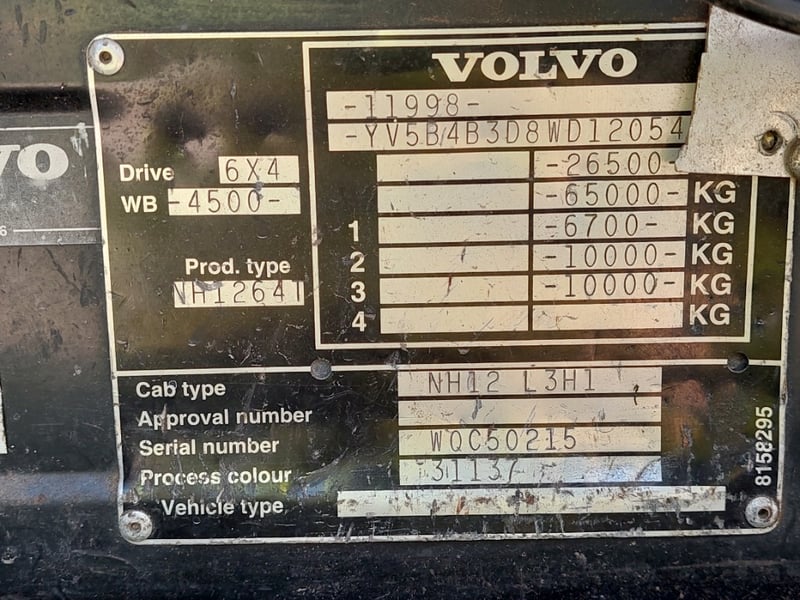 VOLVO
-11998-
-YV5B4B3D8WD12054
Drive 6X4 -26500-
WB -4500- -65000- KG
1 -6700- KG
2 -10000- KG
Prod. type
NH1264T 3 -10000- KG
4 KG
Cab type NH12 L3H1
Approval number
Serial number WQC50215
Process colour 31137
Vehicle type
8158295
VO
6